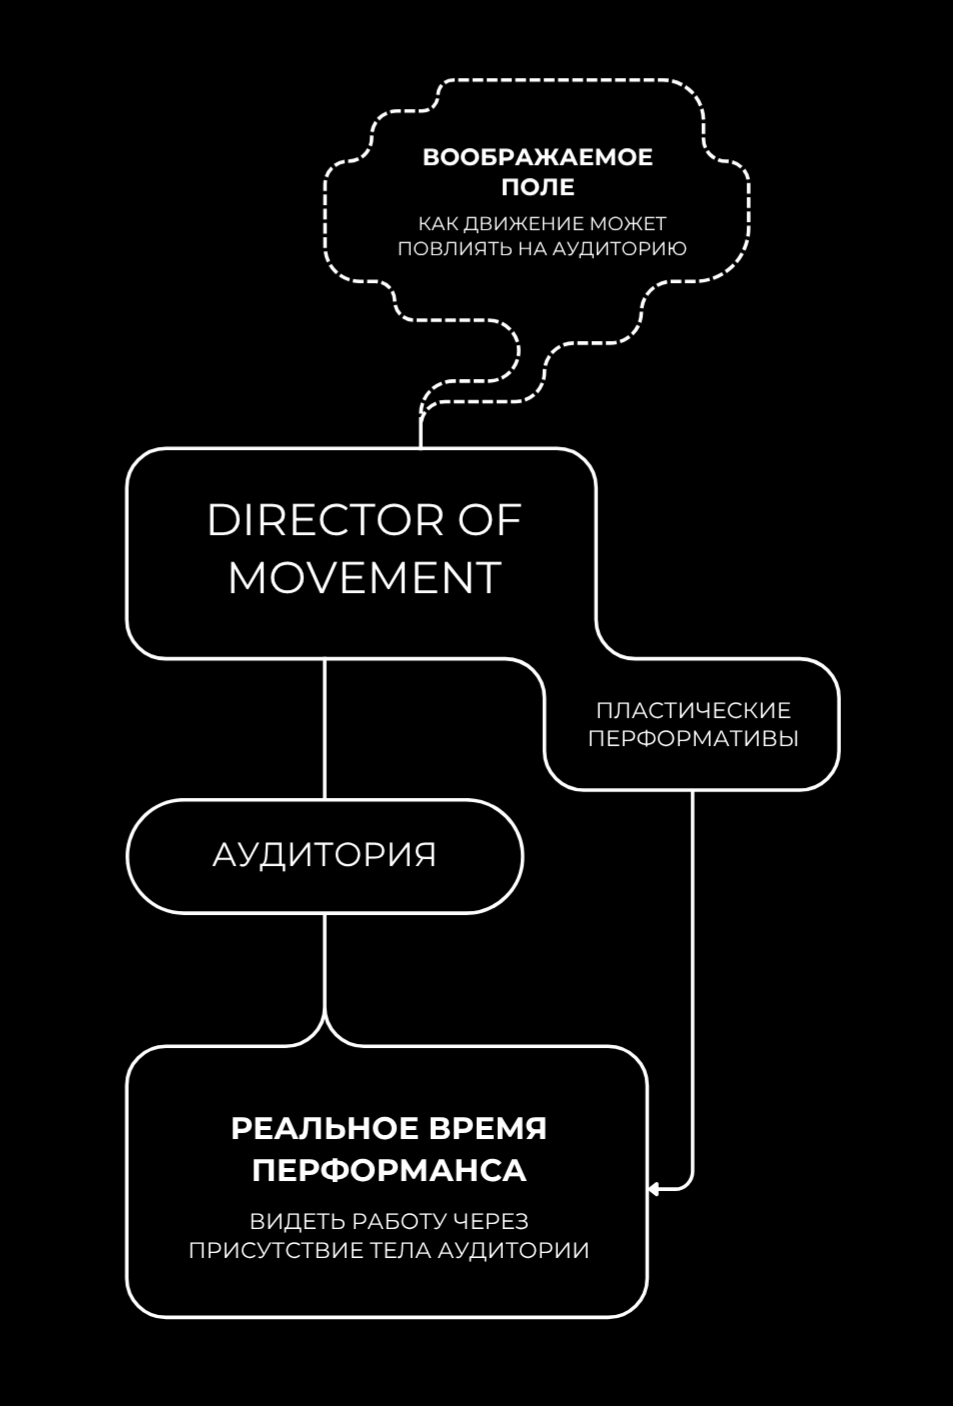 ВООБРАЖАЕМОЕ
ПОЛЕ
КАК ДВИЖЕНИЕ МОЖЕТ
ПОВЛИЯТЬ НА АУДИТОРИЮ
DIRECTOR OF
MOVEMENT
ПЛАСТИЧЕСКИЕ
ПЕРФОРМАТИВЫ
АУДИТОРИЯ
РЕАЛЬНОЕ ВРЕМЯ
ПЕРФОРМАНСА
ВИДЕТЬ РАБОТУ ЧЕРЕЗ
ПРИСУТСТВИЕ ТЕЛА АУДИТОРИИ